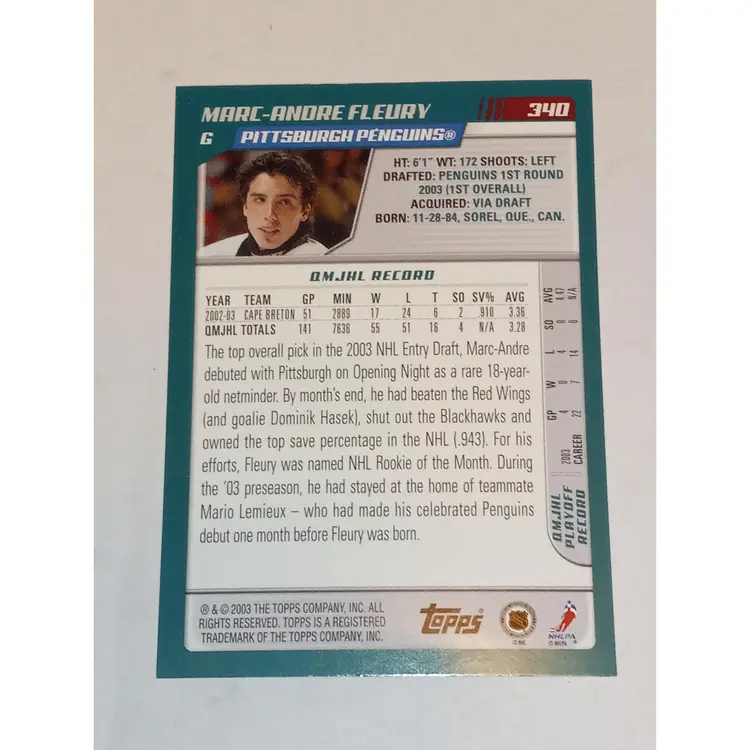 MARC-ANDRE FLEURY
340
G PITTSBURGH PENGUINS®
HT: 6'1" WT: 172 SHOOTS: LEFT
DRAFTED: PENGUINS 1ST ROUND
2003 (1ST OVERALL)
ACQUIRED: VIA DRAFT
BORN: 11-28-84, SOREL, QUE., CAN.
QMJHL RECORD
YEAR TEAM GP MIN W L T SO SV% AVG
2002-03 CAPE BRETON 51 2889 17 24 6 2 .910 3.36
QMJHL TOTALS 141 7636 55 51 16 4 N/A 3.28
The top overall pick in the 2003 NHL Entry Draft, Marc-Andre
debuted with Pittsburgh on Opening Night as a rare 18-year-
old netminder. By month's end, he had beaten the Red Wings
(and goalie Dominik Hasek), shut out the Blackhawks and
owned the top save percentage in the NHL (.943). For his
efforts, Fleury was named NHL Rookie of the Month. During
the '03 preseason, he had stayed at the home of teammate
Mario Lemieux – who had made his celebrated Penguins
debut one month before Fleury was born.
QMJHL
PLAYOFF
RECORD
GP W L SO AVG
2003 4 0 4 0 4.47
CAREER 22 7 14 0 N/A
® & © 2003 THE TOPPS COMPANY, INC. ALL
RIGHTS RESERVED. TOPPS IS A REGISTERED
TRADEMARK OF THE TOPPS COMPANY, INC.
Topps®
NHL
© NHL
NHLPA
© NHLPA